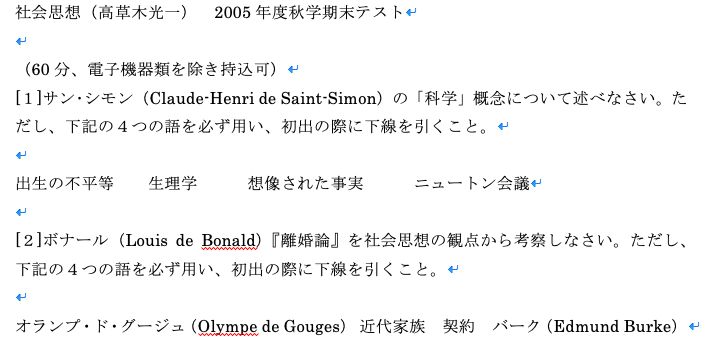 社会思想（高草木光一）　2005 年度秋学期末テスト
（60 分、電子機器類を除き持込可）
[１]サン・シモン（Claude-Henri de Saint-Simon）の「科学」概念について述べなさい。た
だし、下記の４つの語を必ず用い、初出の際に下線を引くこと。
出生の不平等　　生理学　　　想像された事実　　　ニュートン会議
[２]ボナール（Louis de Bonald）『離婚論』を社会思想の観点から考察しなさい。ただし、
下記の４つの語を必ず用い、初出の際に下線を引くこと。
オランプ・ド・グージュ（Olympe de Gouges）　近代家族　契約　バーク（Edmund Burke）